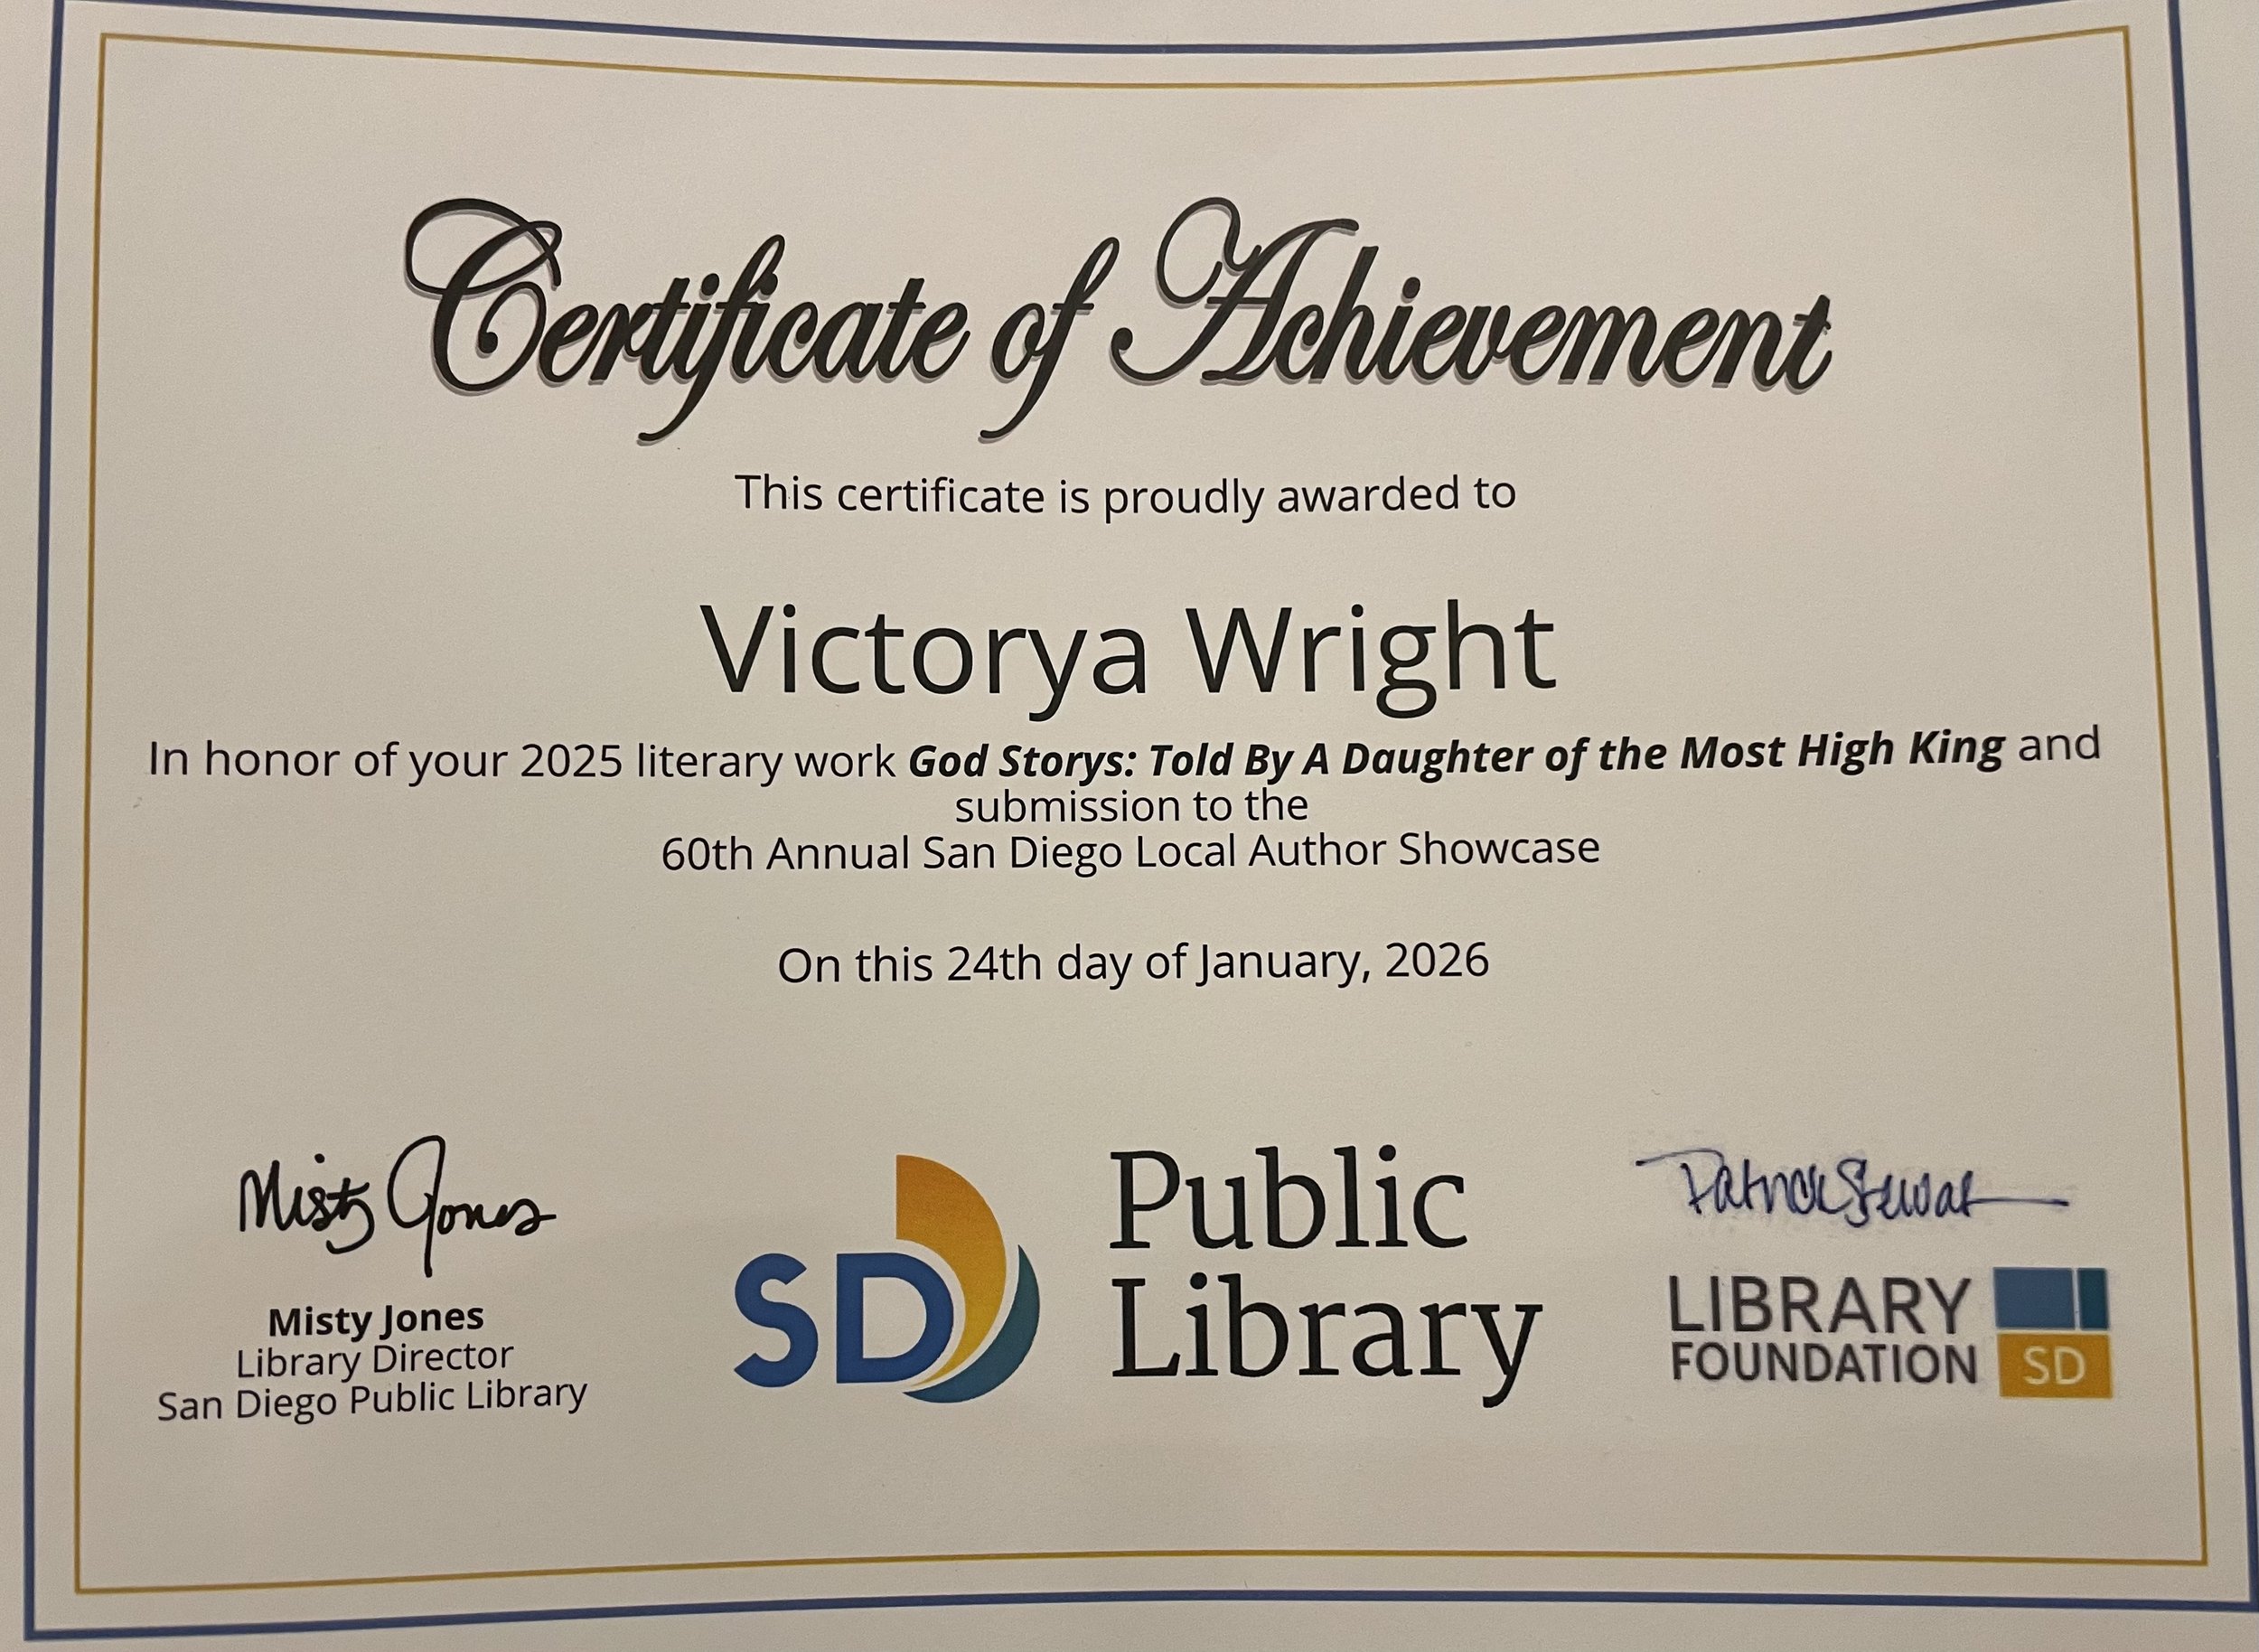 Certificate of Achievement
This certificate is proudly awarded to
Victorya Wright
In honor of your 2025 literary work God Storys: Told By A Daughter of the Most High King and
submission to the
60th Annual San Diego Local Author Showcase
On this 24th day of January, 2026
Misty Jones
Misty Jones
Library Director
San Diego Public Library
SD
Public
Library
Patrick Stewart
LIBRARY
FOUNDATION
SD